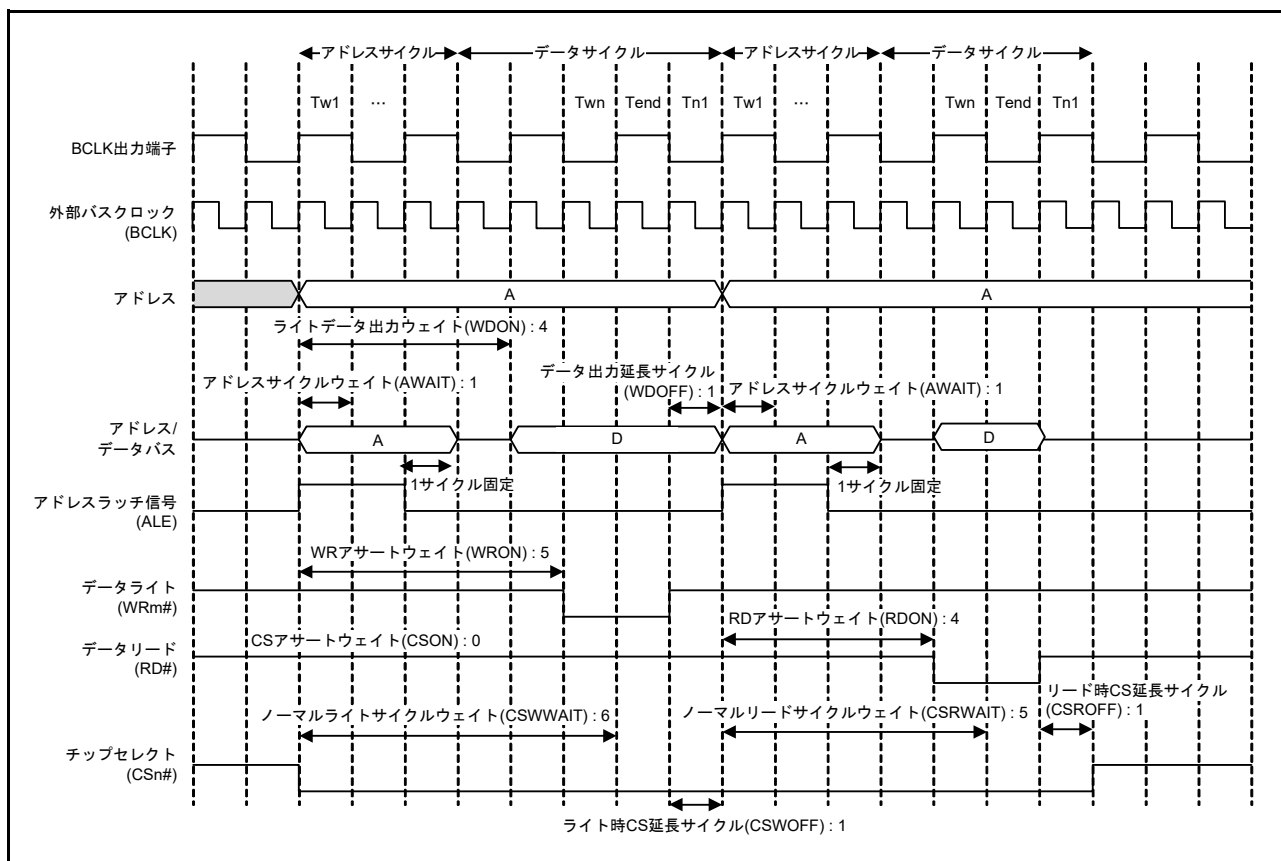 アドレスサイクル データサイクル アドレスサイクル データサイクル
Tw1 … Twn Tend Tn1 Tw1 … Twn Tend Tn1
BCLK出力端子
外部バスクロック
(BCLK)
アドレス
A A
ライトデータ出力ウェイト(WDON) : 4
アドレスサイクルウェイト(AWAIT) : 1
データ出力延長サイクル
(WDOFF) : 1
アドレスサイクルウェイト(AWAIT) : 1
アドレス/
データバス
A D A D
1サイクル固定 1サイクル固定
アドレスラッチ信号
(ALE)
WRアサートウェイト(WRON) : 5
データライト
(WRm#)
RDアサートウェイト(RDON) : 4
CSアサートウェイト(CSON) : 0
データリード
(RD#)
リード時CS延長サイクル
(CSROFF) : 1
ノーマルライトサイクルウェイト(CSWWAIT) : 6
ノーマルリードサイクルウェイト(CSRWAIT) : 5
チップセレクト
(CSn#)
ライト時CS延長サイクル(CSWOFF) : 1